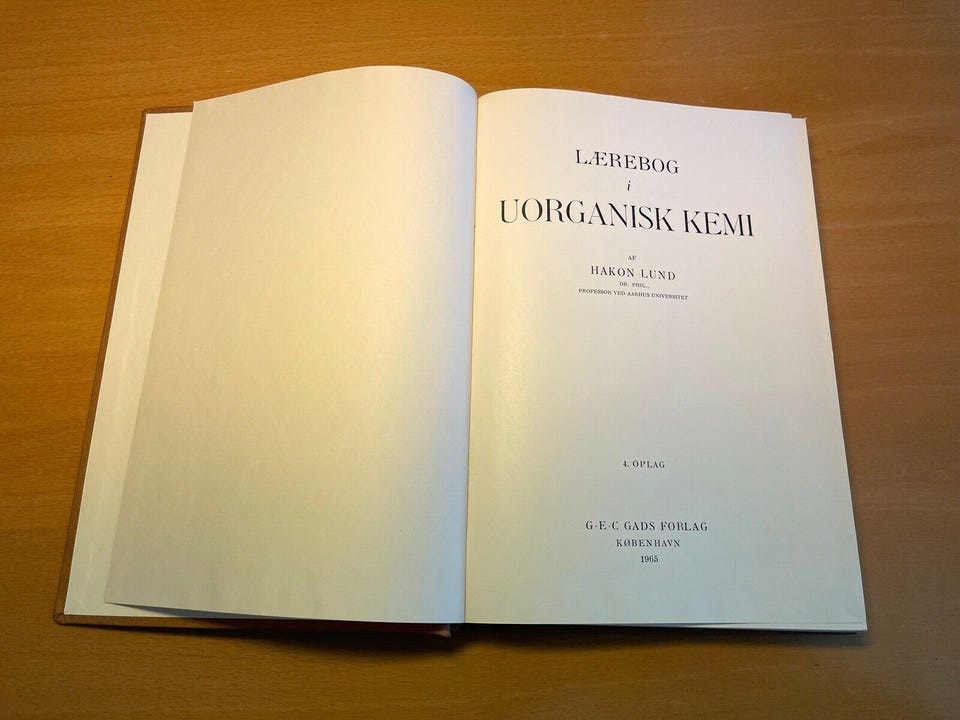 LÆREBOG
i
UORGANISK KEMI
AF
HAKON LUND
DR. PHIL.,
PROFESSOR VED AARHUS UNIVERSITET
4. OPLAG
G·E·C GADS FORLAG
KØBENHAVN
1965